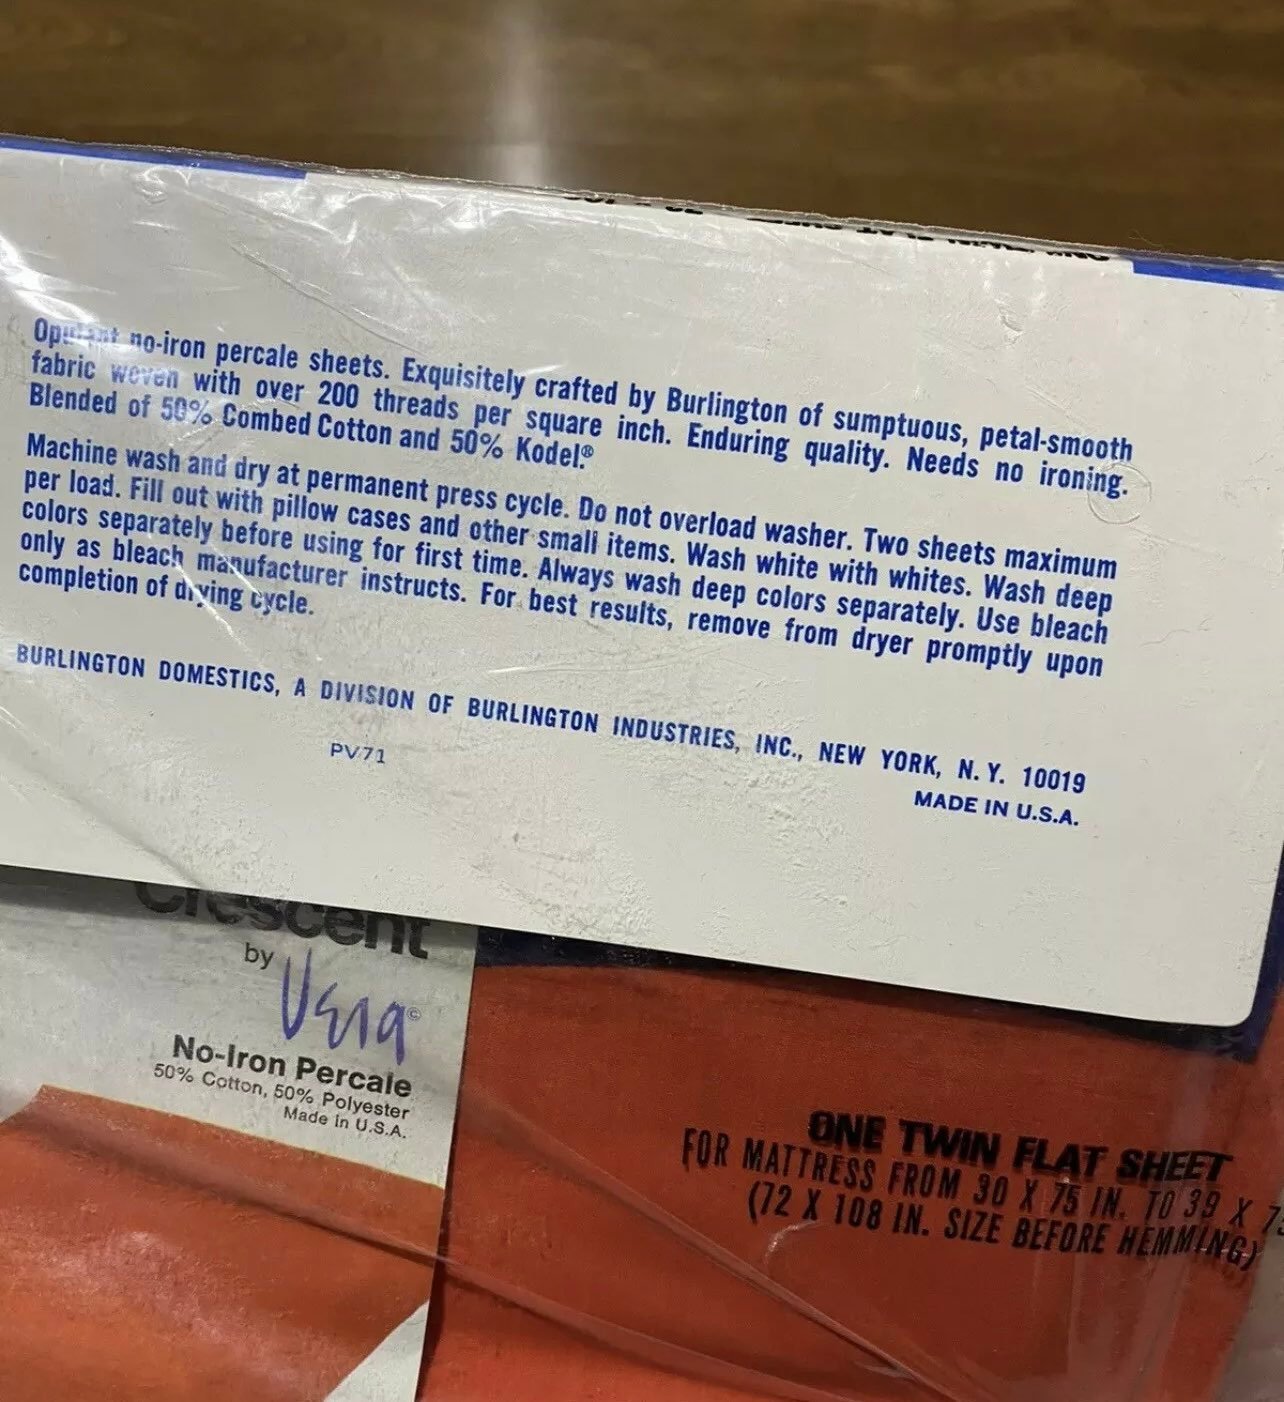 Opulent no-iron percale sheets. Exquisitely crafted by Burlington of sumptuous, petal-smooth
fabric woven with over 200 threads per square inch. Enduring quality. Needs no ironing.
Blended of 50% Combed Cotton and 50% Kodel.®
Machine wash and dry at permanent press cycle. Do not overload washer. Two sheets maximum
per load. Fill out with pillow cases and other small items. Wash white with whites. Wash deep
colors separately before using for first time. Always wash deep colors separately. Use bleach
only as bleach manufacturer instructs. For best results, remove from dryer promptly upon
completion of drying cycle.
BURLINGTON DOMESTICS, A DIVISION OF BURLINGTON INDUSTRIES, INC., NEW YORK, N.Y. 10019
PV71
MADE IN U.S.A.
Crescent
by Vera©
No-Iron Percale
50% Cotton, 50% Polyester
Made in U.S.A.
ONE TWIN FLAT SHEET
FOR MATTRESS FROM 30 X 75 IN. TO 39 X 75
(72 X 108 IN. SIZE BEFORE HEMMING)